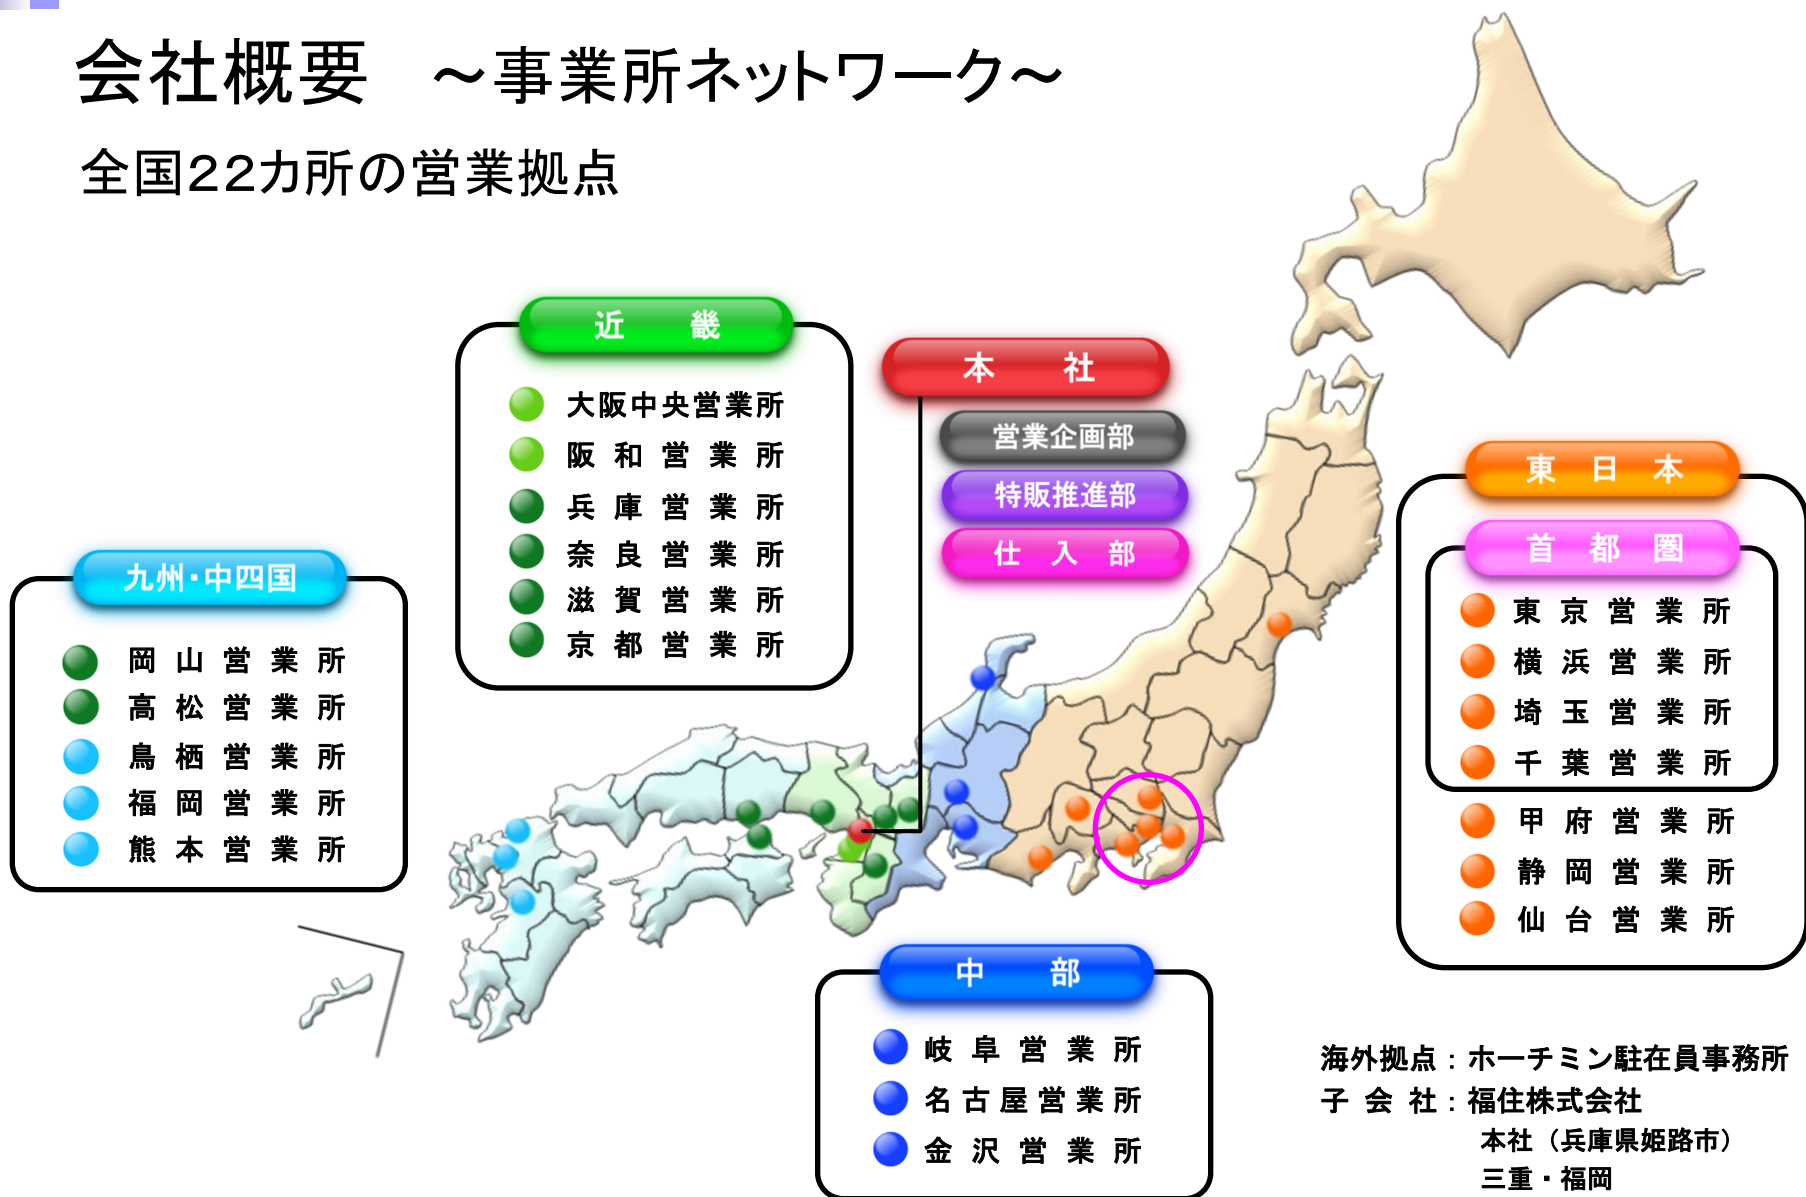 会社概要 ～事業所ネットワーク～
全国２２カ所の営業拠点
近畿
大阪中央営業所
阪和営業所
兵庫営業所
奈良営業所
滋賀営業所
京都営業所
本社
営業企画部
特販推進部
仕入部
東日本
首都圏
東京営業所
横浜営業所
埼玉営業所
千葉営業所
甲府営業所
静岡営業所
仙台営業所
九州・中四国
岡山営業所
高松営業所
鳥栖営業所
福岡営業所
熊本営業所
中部
岐阜営業所
名古屋営業所
金沢営業所
海外拠点：ホーチミン駐在員事務所
子会社：福住株式会社
本社（兵庫県姫路市）
三重・福岡